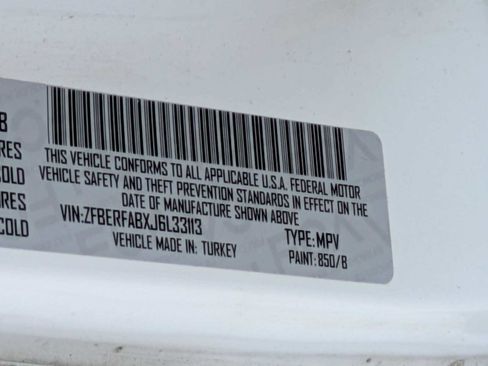 B
RES
COLD
RES
COLD
THIS VEHICLE CONFORMS TO ALL APPLICABLE U.S.A. FEDERAL MOTOR
VEHICLE SAFETY AND THEFT PREVENTION STANDARDS IN EFFECT ON THE
DATE OF MANUFACTURE SHOWN ABOVE
VIN:ZFBERFABXJ6L33113
TYPE:MPV
VEHICLE MADE IN: TURKEY
PAINT: 850/B